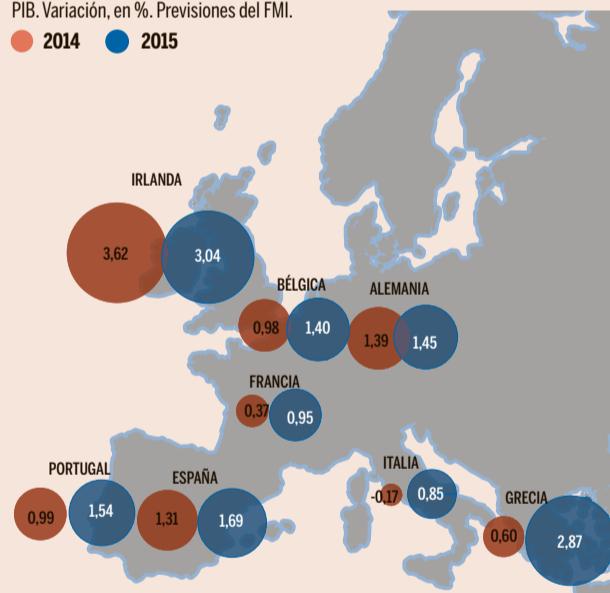 PIB. Variación, en %. Previsiones del FMI.
2014 2015
IRLANDA
3,62 3,04
BÉLGICA ALEMANIA
0,98 1,40 1,39 1,45
FRANCIA
0,37 0,95
PORTUGAL ESPAÑA
0,99 1,54 1,31 1,69
ITALIA
-0,17 0,85
GRECIA
0,60 2,87